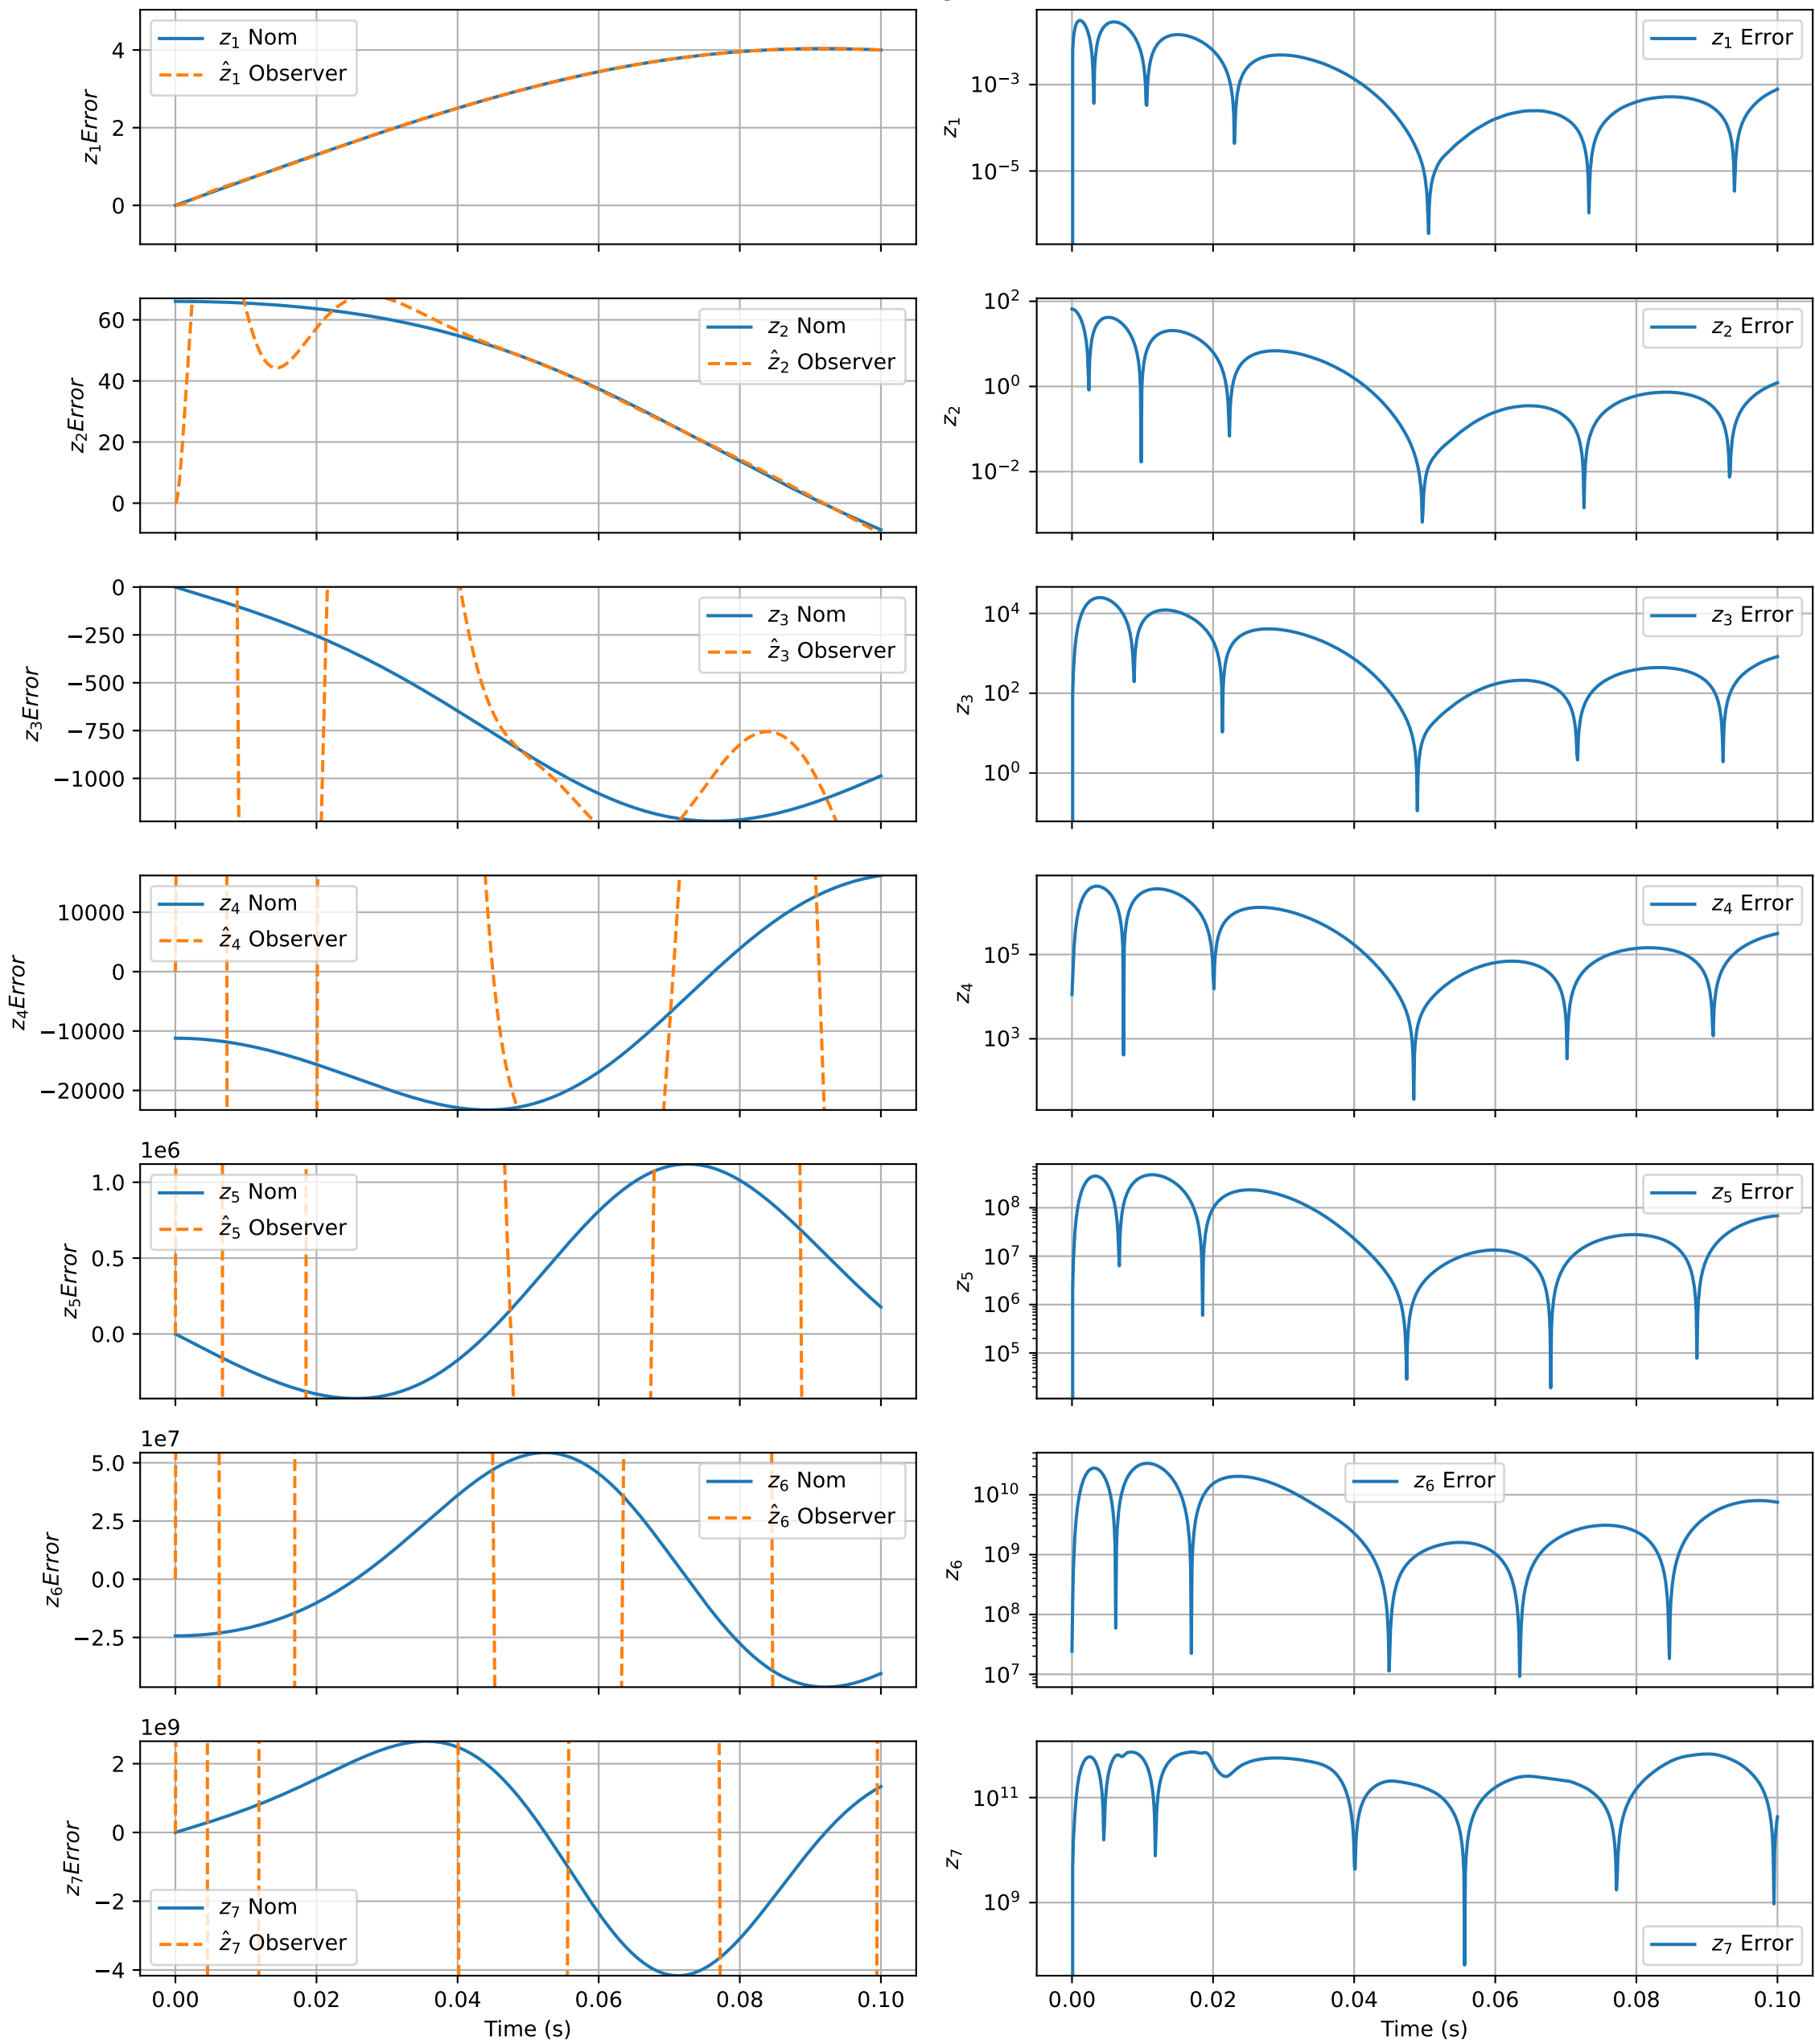 z₁ Nom
ẑ₁ Observer
z₁Error
4
2
0
z₁ Error
z₁
10⁻³
10⁻⁵
z₂ Nom
ẑ₂ Observer
z₂Error
60
40
20
0
z₂ Error
z₂
10²
10⁰
10⁻²
z₃ Nom
ẑ₃ Observer
z₃Error
0
−250
−500
−750
−1000
z₃ Error
z₃
10⁴
10²
10⁰
z₄ Nom
ẑ₄ Observer
z₄Error
10000
0
−10000
−20000
z₄ Error
z₄
10⁵
10³
1e6
z₅ Nom
ẑ₅ Observer
z₅Error
1.0
0.5
0.0
z₅ Error
z₅
10⁸
10⁷
10⁶
10⁵
1e7
z₆ Nom
ẑ₆ Observer
z₆Error
5.0
2.5
0.0
−2.5
z₆ Error
z₆
10¹⁰
10⁹
10⁸
10⁷
1e9
z₇ Nom
ẑ₇ Observer
z₇Error
2
0
−2
−4
0.00 0.02 0.04 0.06 0.08 0.10
Time (s)
z₇ Error
z₇
10¹¹
10⁹
0.00 0.02 0.04 0.06 0.08 0.10
Time (s)